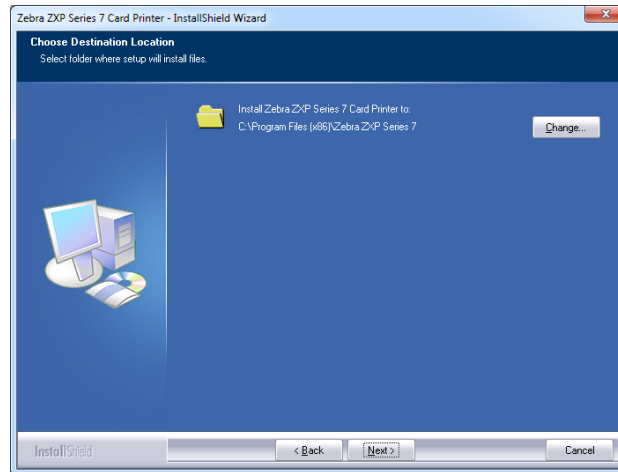 Zebra ZXP Series 7 Card Printer - InstallShield Wizard
Choose Destination Location
Select folder where setup will install files.
Install Zebra ZXP Series 7 Card Printer to:
C:\Program Files (x86)\Zebra ZXP Series 7
Change...
InstallShield
< Back
Next >
Cancel